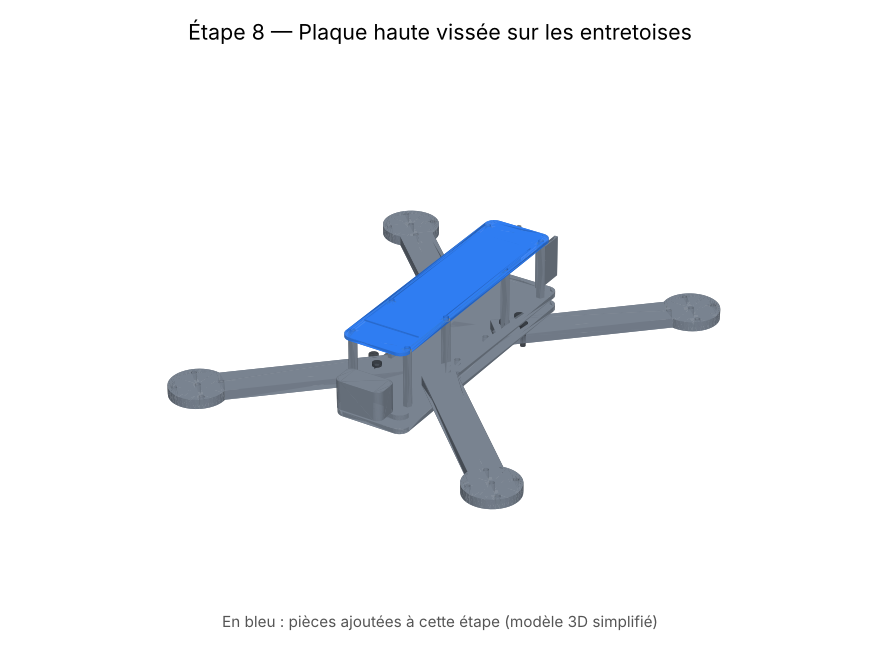 Étape 8 — Plaque haute vissée sur les entretoises
En bleu : pièces ajoutées à cette étape (modèle 3D simplifié)